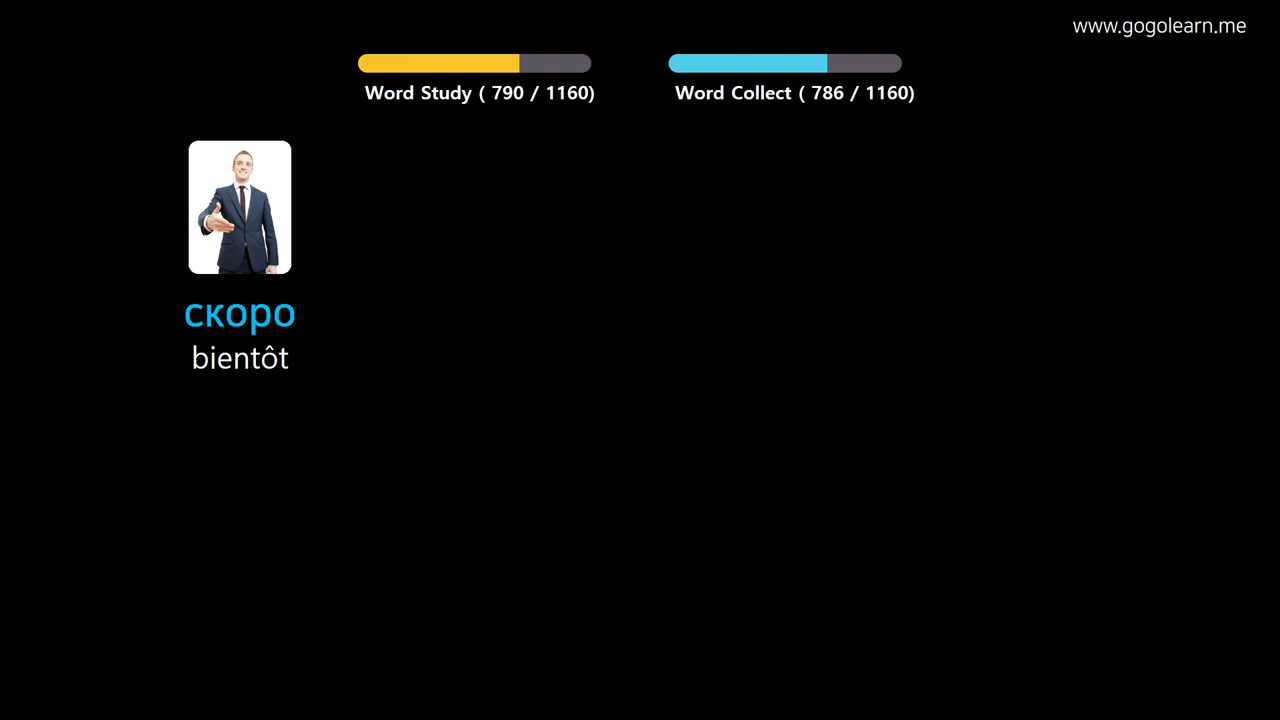 www.gogolearn.me
Word Study ( 790 / 1160)
Word Collect ( 786 / 1160)
скоро
bientôt